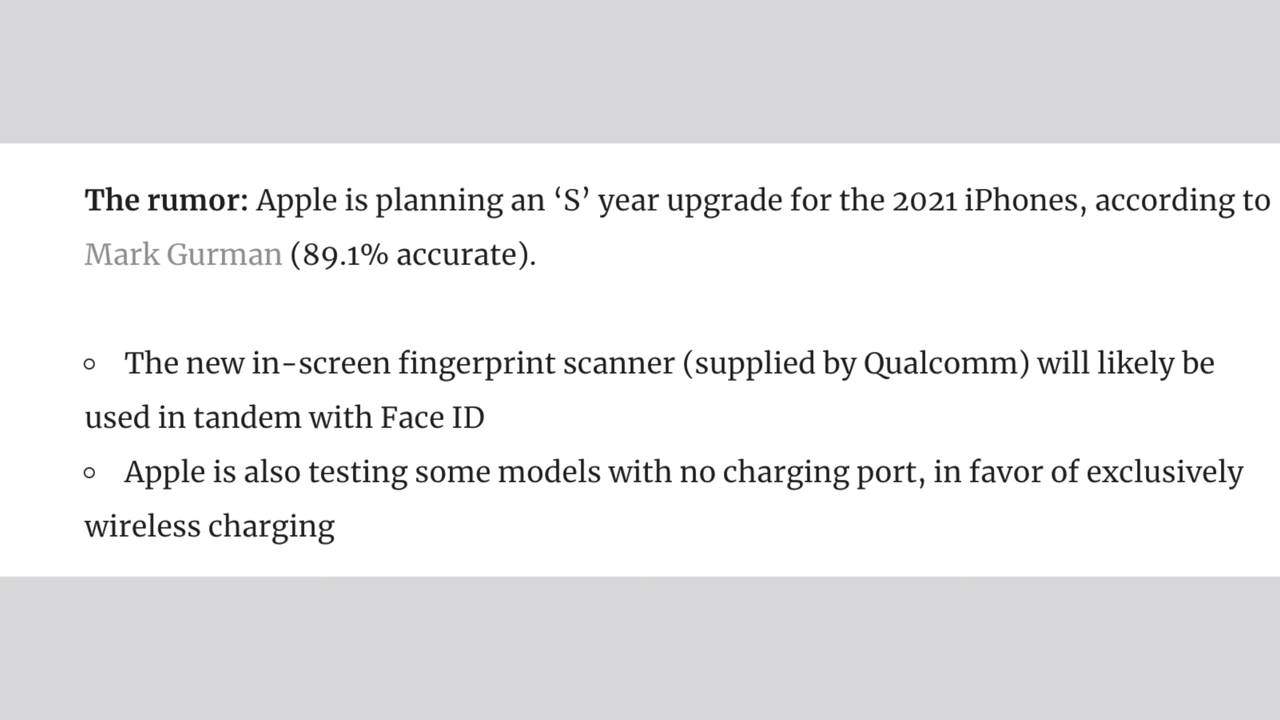 The rumor: Apple is planning an ‘S’ year upgrade for the 2021 iPhones, according to
Mark Gurman (89.1% accurate).
◦ The new in-screen fingerprint scanner (supplied by Qualcomm) will likely be
used in tandem with Face ID
◦ Apple is also testing some models with no charging port, in favor of exclusively
wireless charging